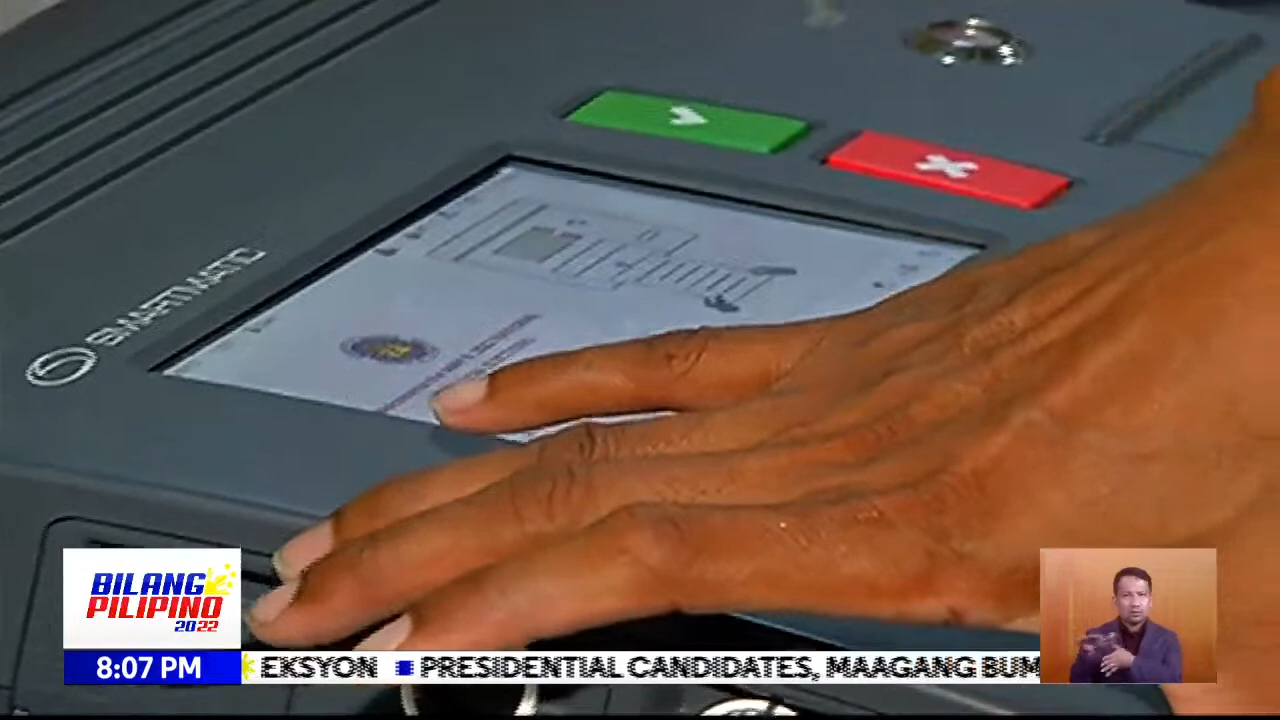 SMARTMATIC
BILANG
PILIPINO
2022
8:07 PM
EKSYON ■ PRESIDENTIAL CANDIDATES, MAAGANG BUM